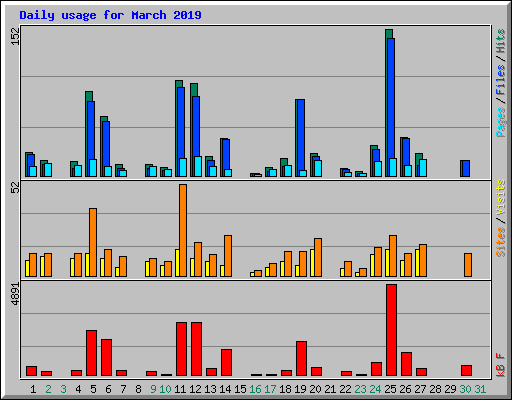 Daily usage for March 2019
152
Pages / Files / Hits
52
Sites / Visits
4891
kB F
1 2 3 4 5 6 7 8 9 10 11 12 13 14 15 16 17 18 19 20 21 22 23 24 25 26 27 28 29 30 31